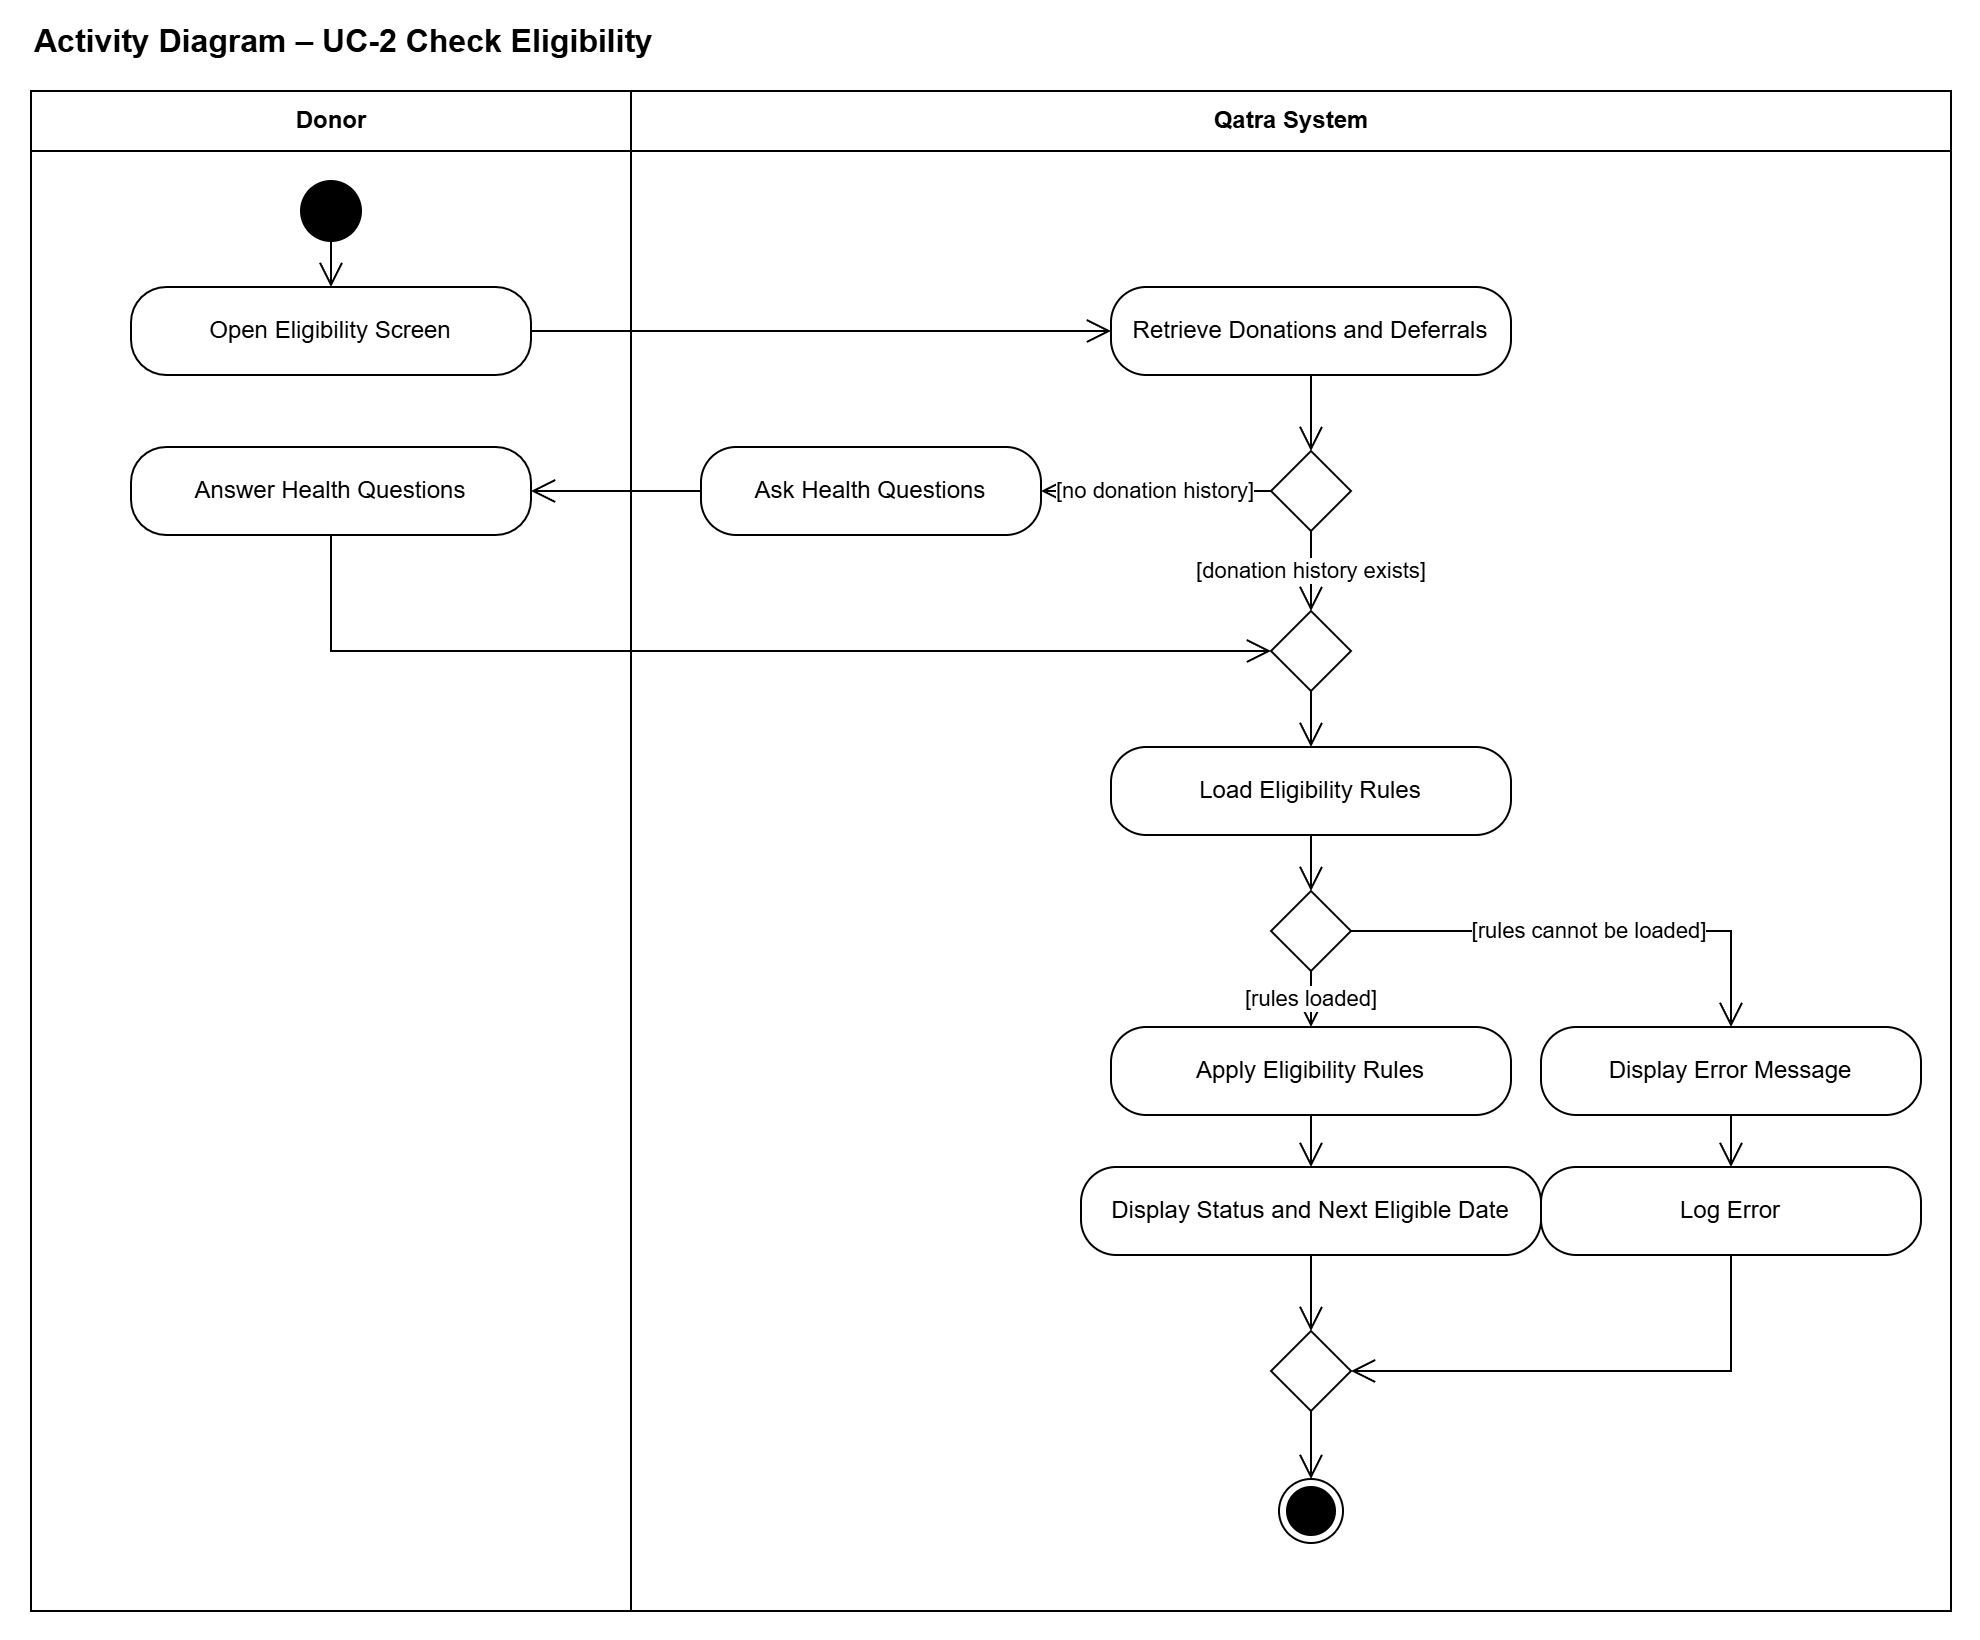 Activity Diagram – UC-2 Check Eligibility
Donor
Qatra System
Open Eligibility Screen
Retrieve Donations and Deferrals
Answer Health Questions
Ask Health Questions
[no donation history]
[donation history exists]
Load Eligibility Rules
[rules cannot be loaded]
[rules loaded]
Apply Eligibility Rules
Display Error Message
Display Status and Next Eligible Date
Log Error